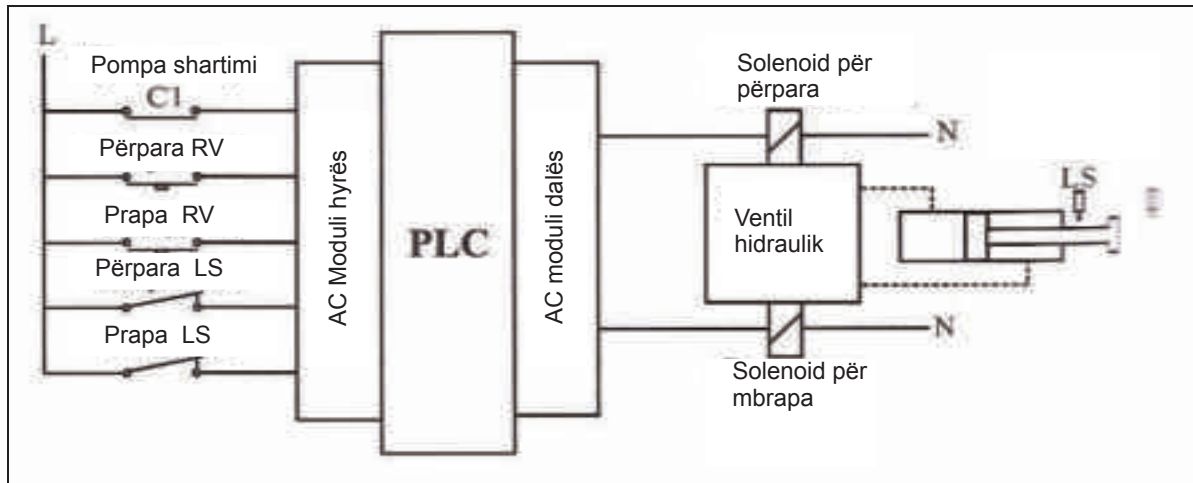 L
Pompa shartimi
C1
Përpara RV
Prapa RV
Përpara LS
Prapa LS
AC Moduli hyrës
PLC
AC moduli dalës
Solenoid për
përpara
N
Ventil
hidraulik
LS
N
Solenoid për
mbrapa